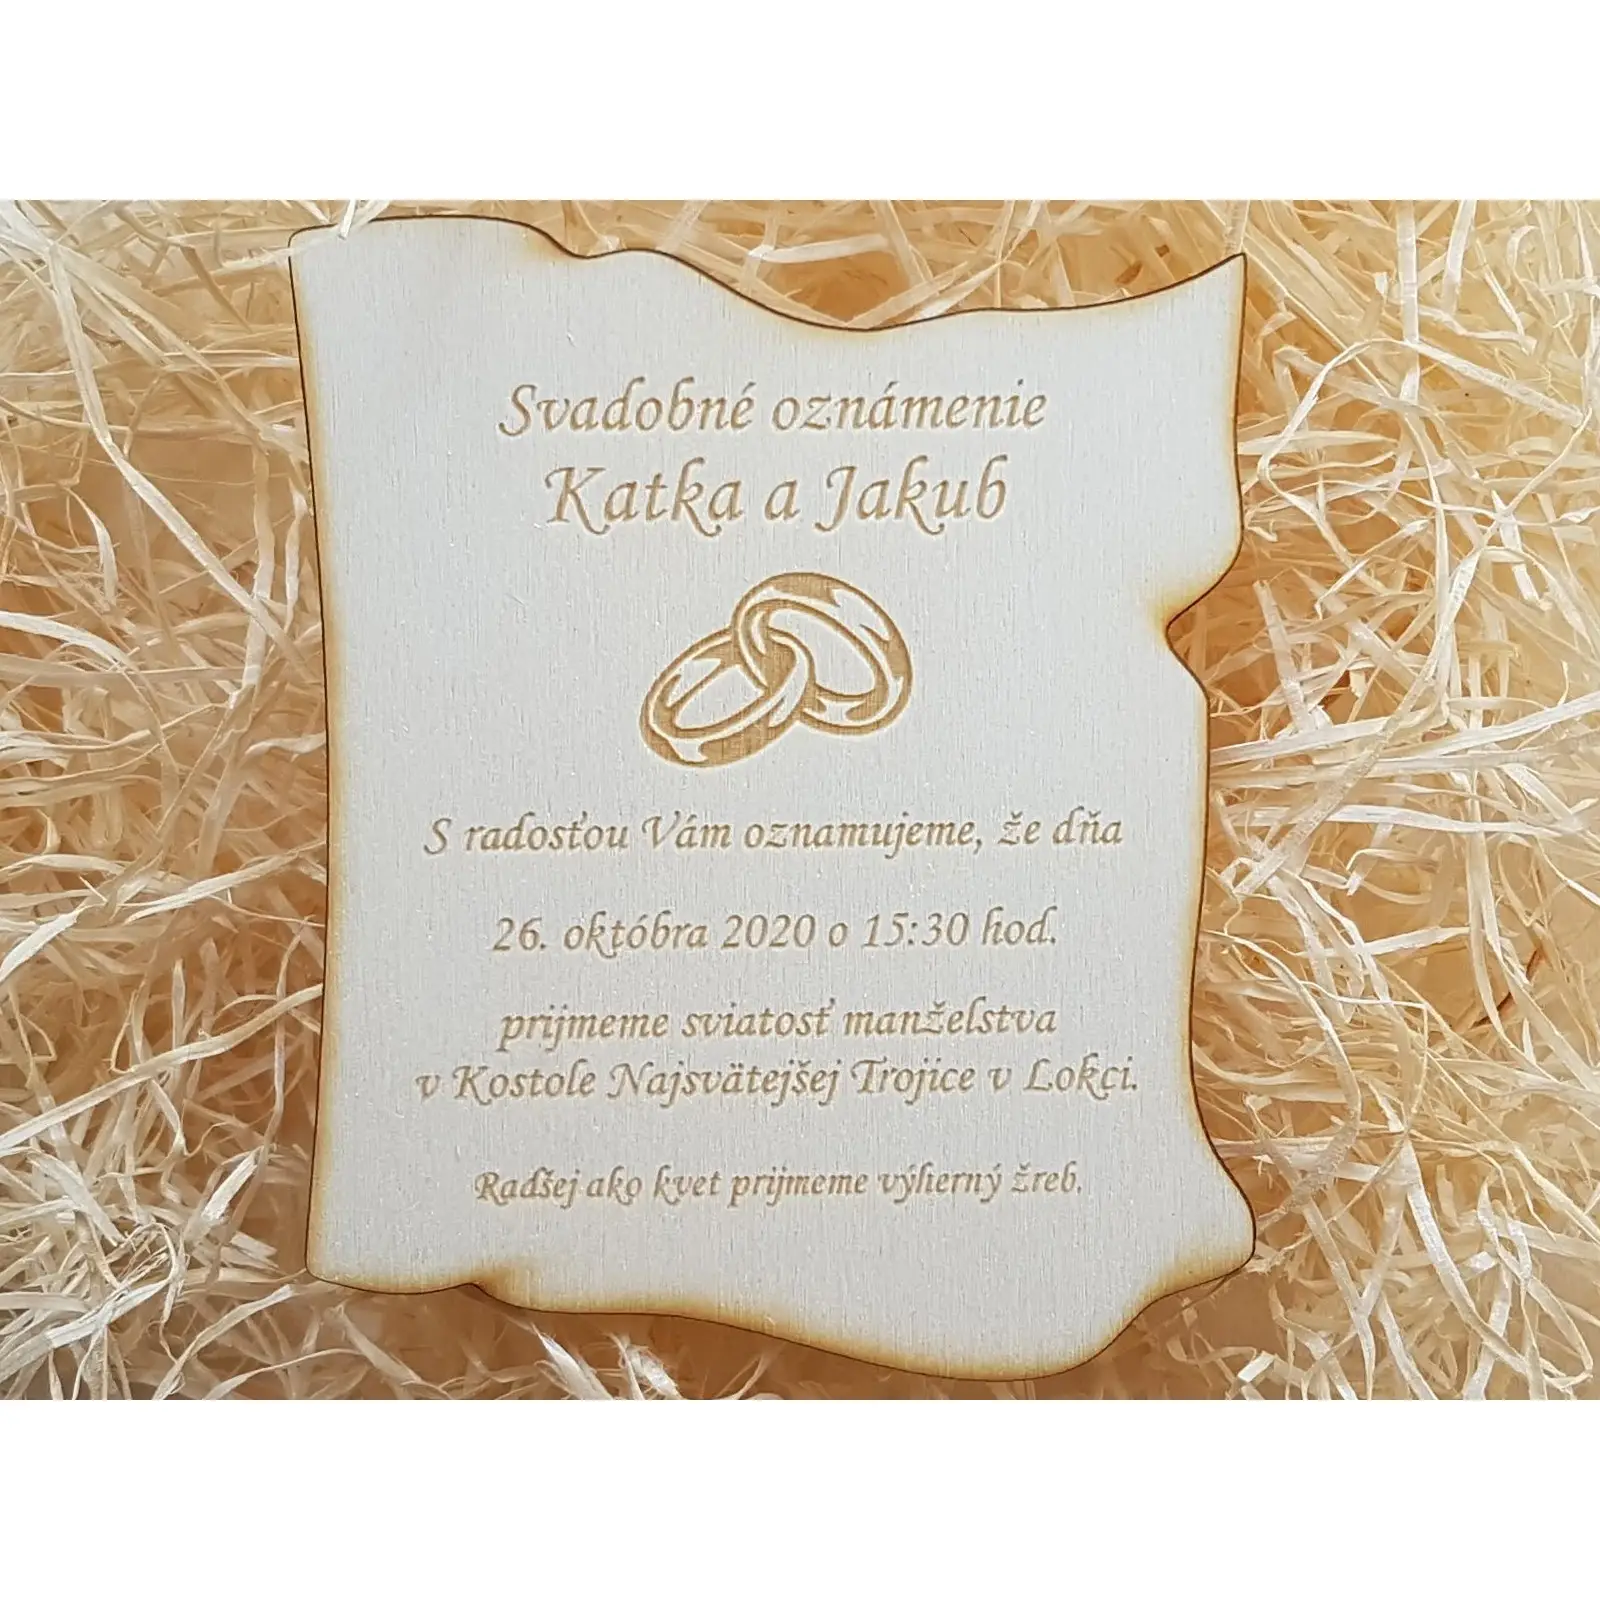 Svadobné oznámenie
Katka a Jakub
S radosťou Vám oznamujeme, že dňa
26. októbra 2020 o 15:30 hod.
prijmeme sviatosť manželstva
v Kostole Najsvätejšej Trojice v Lokci.
Radšej ako kvet prijmeme výherný žreb.